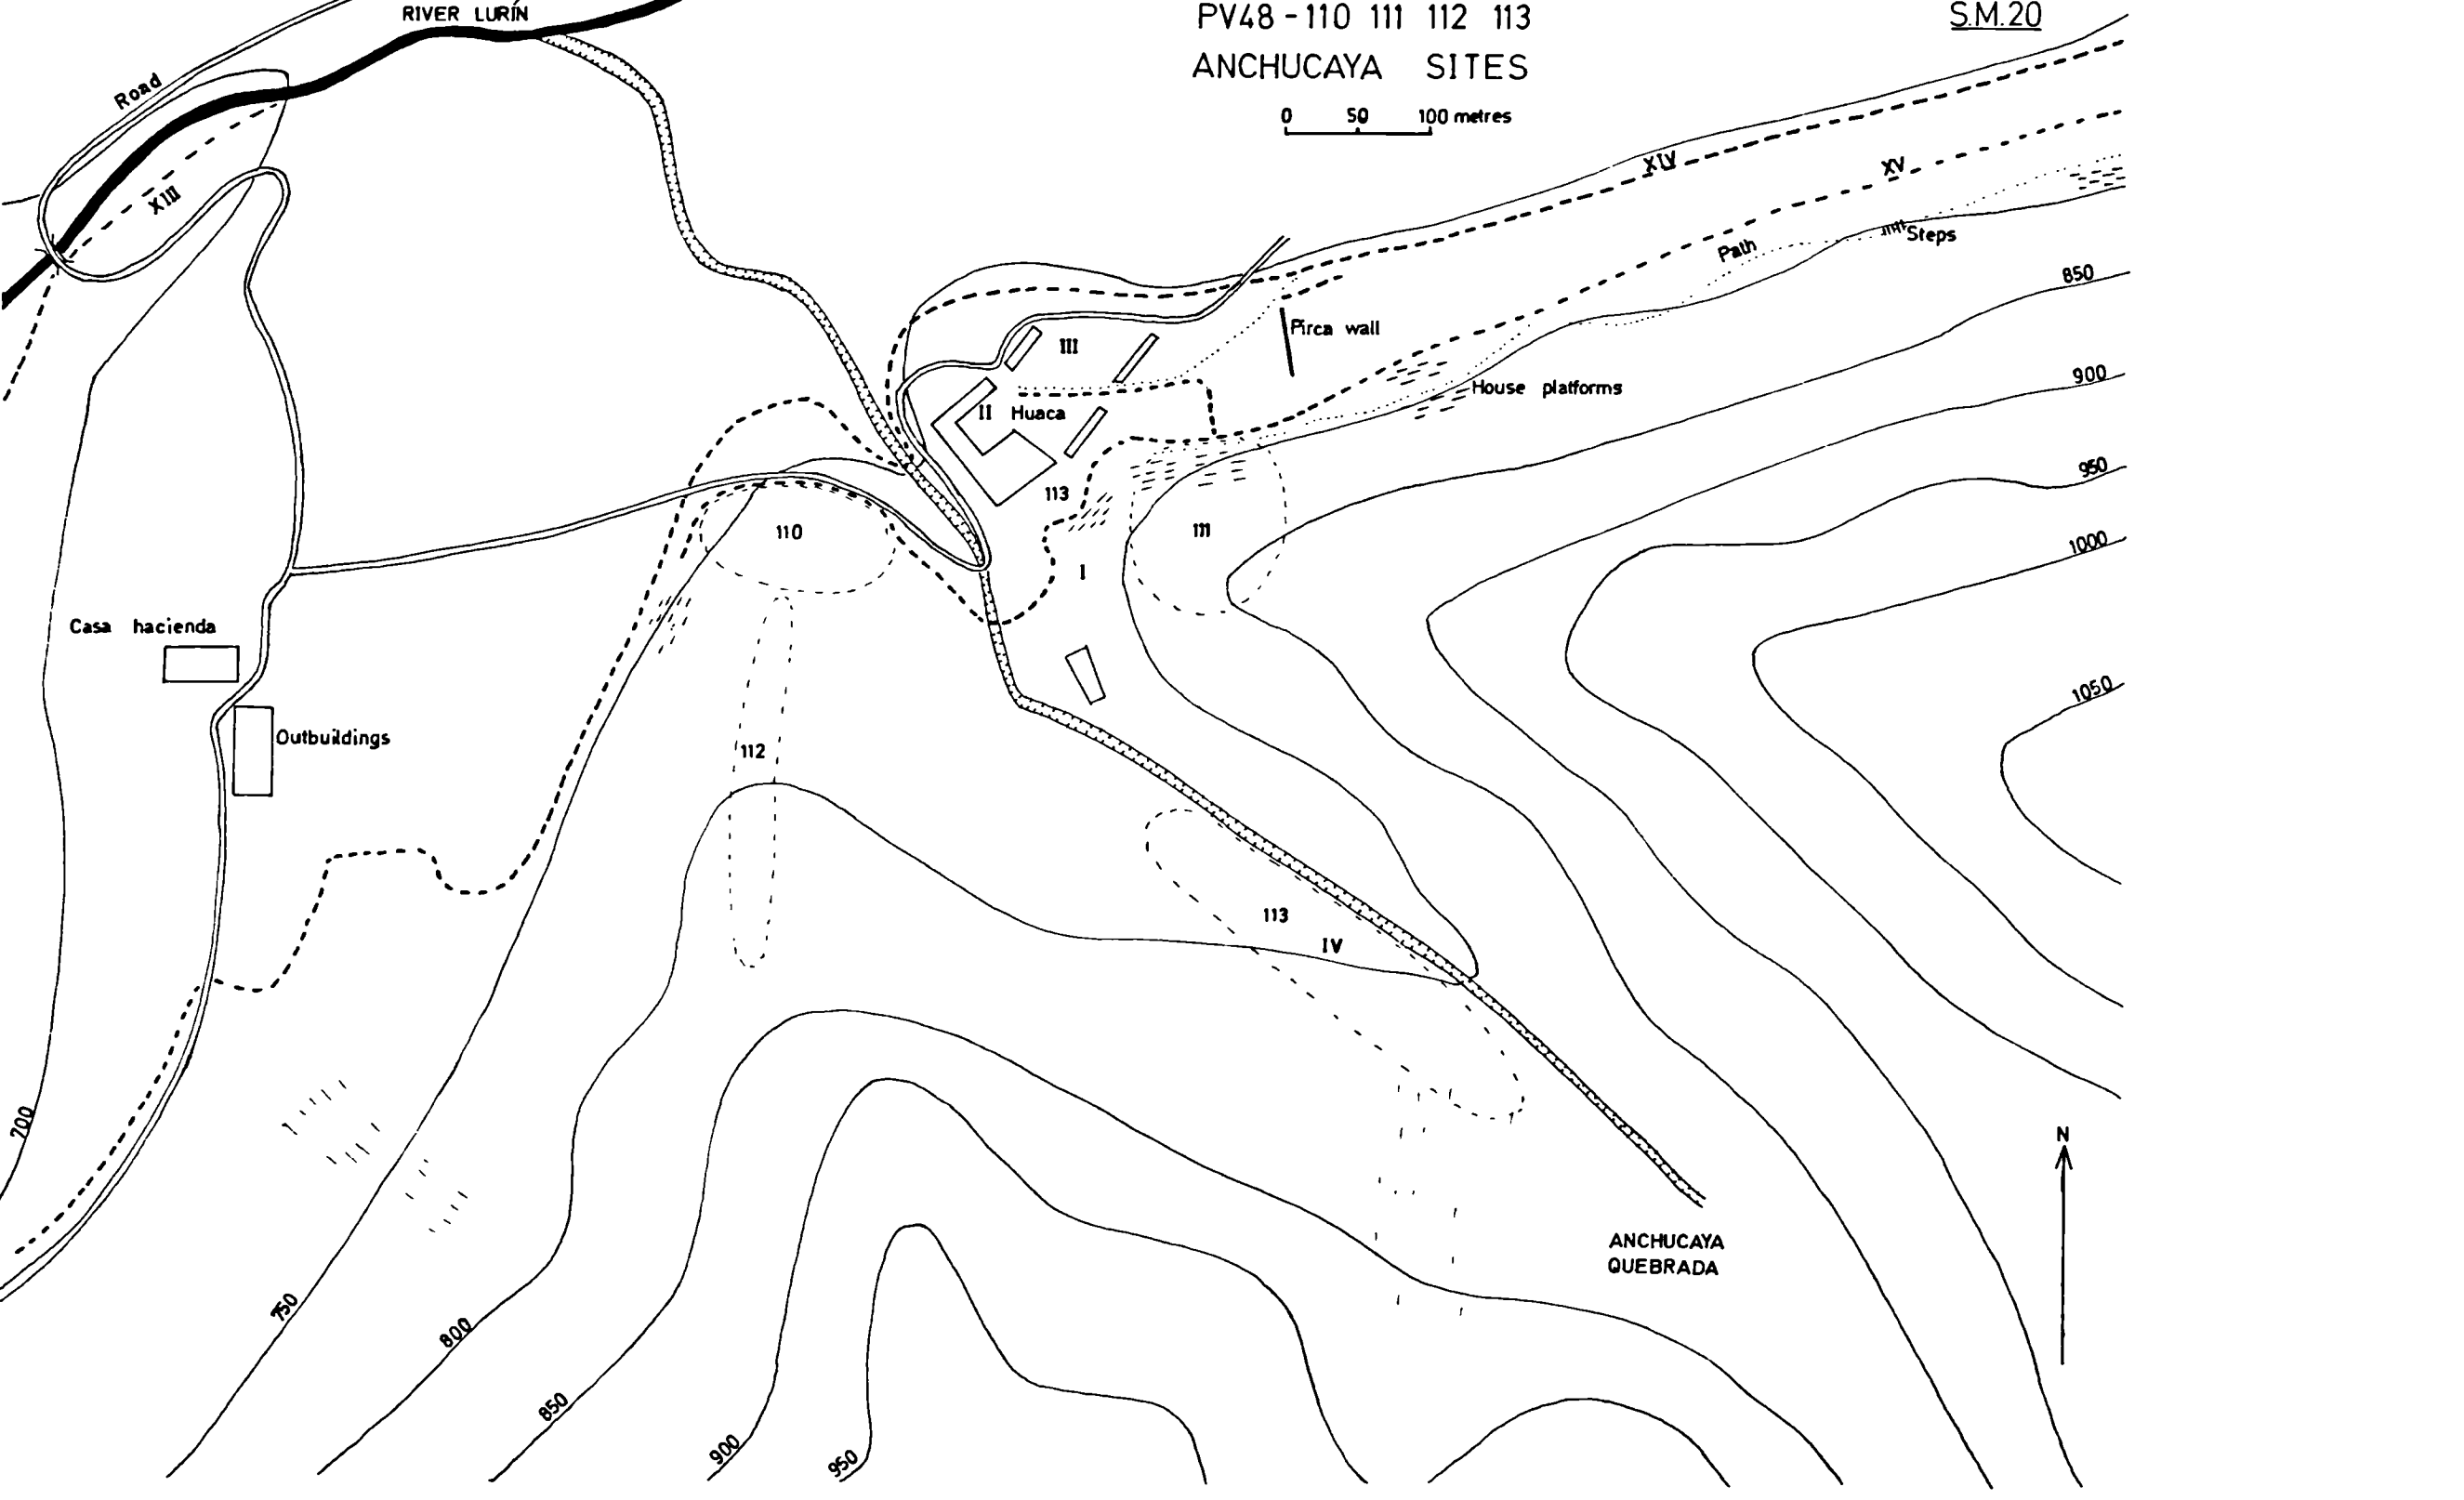 RIVER LURÍN
PV48-110 111 112 113
S.M.20
ANCHUCAYA SITES
Road
0 50 100 metres
XIV
XV
XIII
Path
Steps
850
Pirca wall
III
900
House platforms
II Huaca
950
113
110
111
1000
I
Casa hacienda
1050
Outbuildings
112
113
IV
700
N
ANCHUCAYA
QUEBRADA
750
800
850
900
950